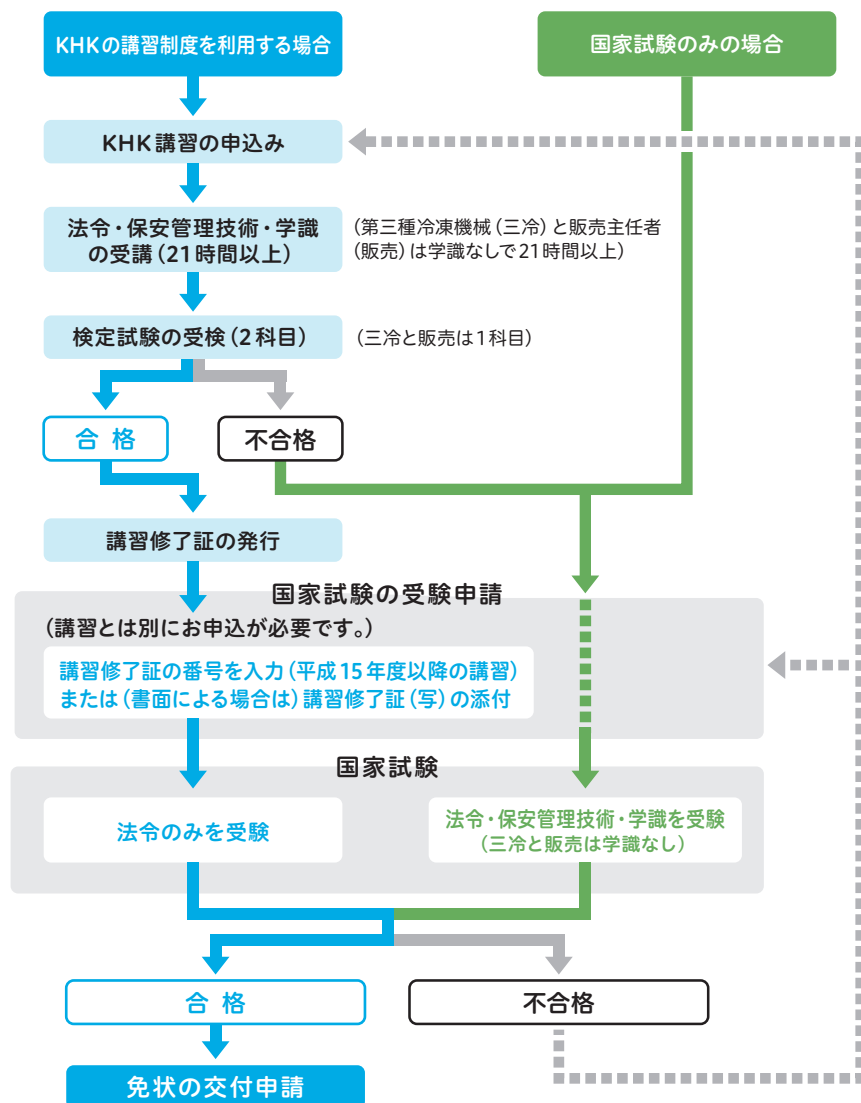 KHKの講習制度を利用する場合
国家試験のみの場合
KHK講習の申込み
法令・保安管理技術・学識
の受講（21時間以上）
（第三種冷凍機械（三冷）と販売主任者
（販売）は学識なしで21時間以上）
検定試験の受検（2科目）
（三冷と販売は1科目）
合格
不合格
講習修了証の発行
国家試験の受験申請
（講習とは別にお申込が必要です。）
講習修了証の番号を入力（平成15年度以降の講習）
または（書面による場合は）講習修了証（写）の添付
国家試験
法令のみを受験
法令・保安管理技術・学識を受験
（三冷と販売は学識なし）
合格
不合格
免状の交付申請